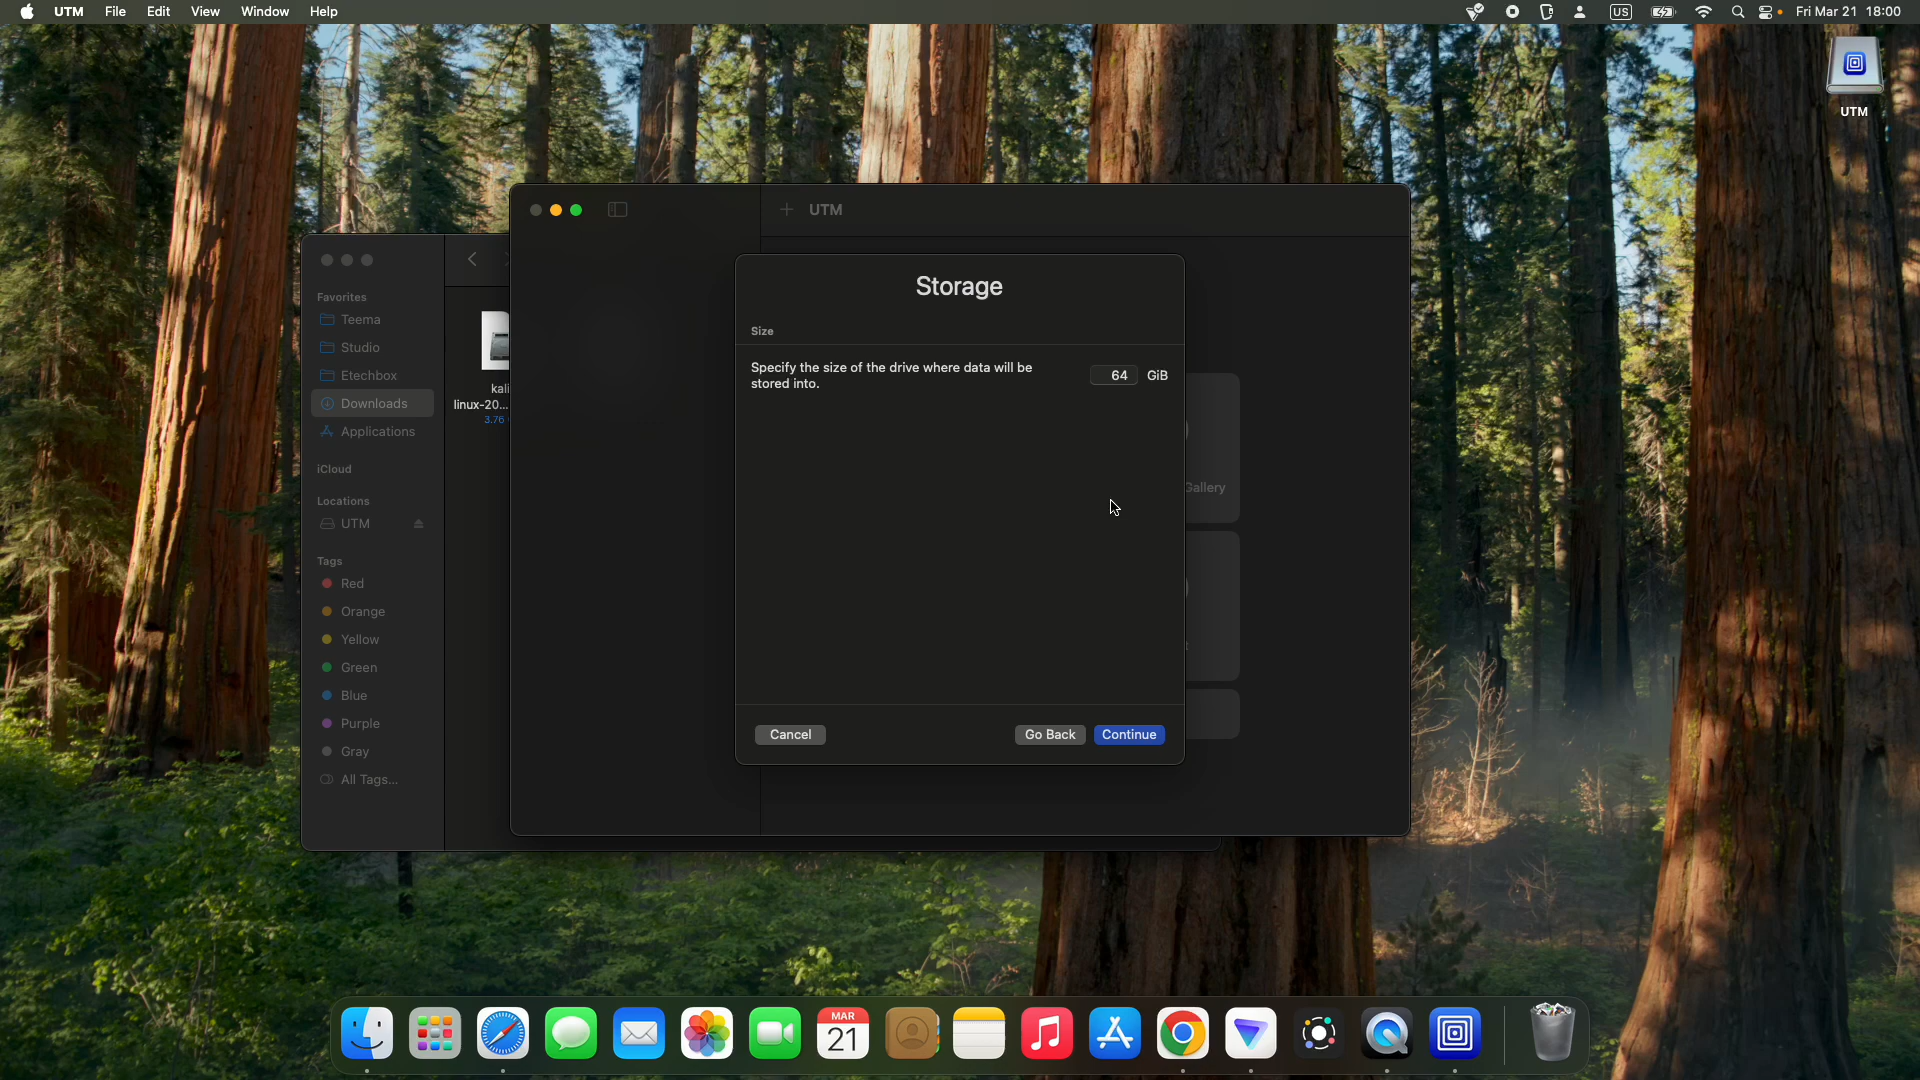 UTM File Edit View Window Help
US
Fri Mar 21 18:00
UTM
UTM
Favorites
Teema
Studio
Etechbox
Downloads
Applications
iCloud
Locations
UTM
Tags
Red
Orange
Yellow
Green
Blue
Purple
Gray
All Tags...
kali
linux-20...
3.76
Storage
Size
Specify the size of the drive where data will be
stored into.
64 GiB
Gallery
Cancel
Go Back
Continue
MAR
21